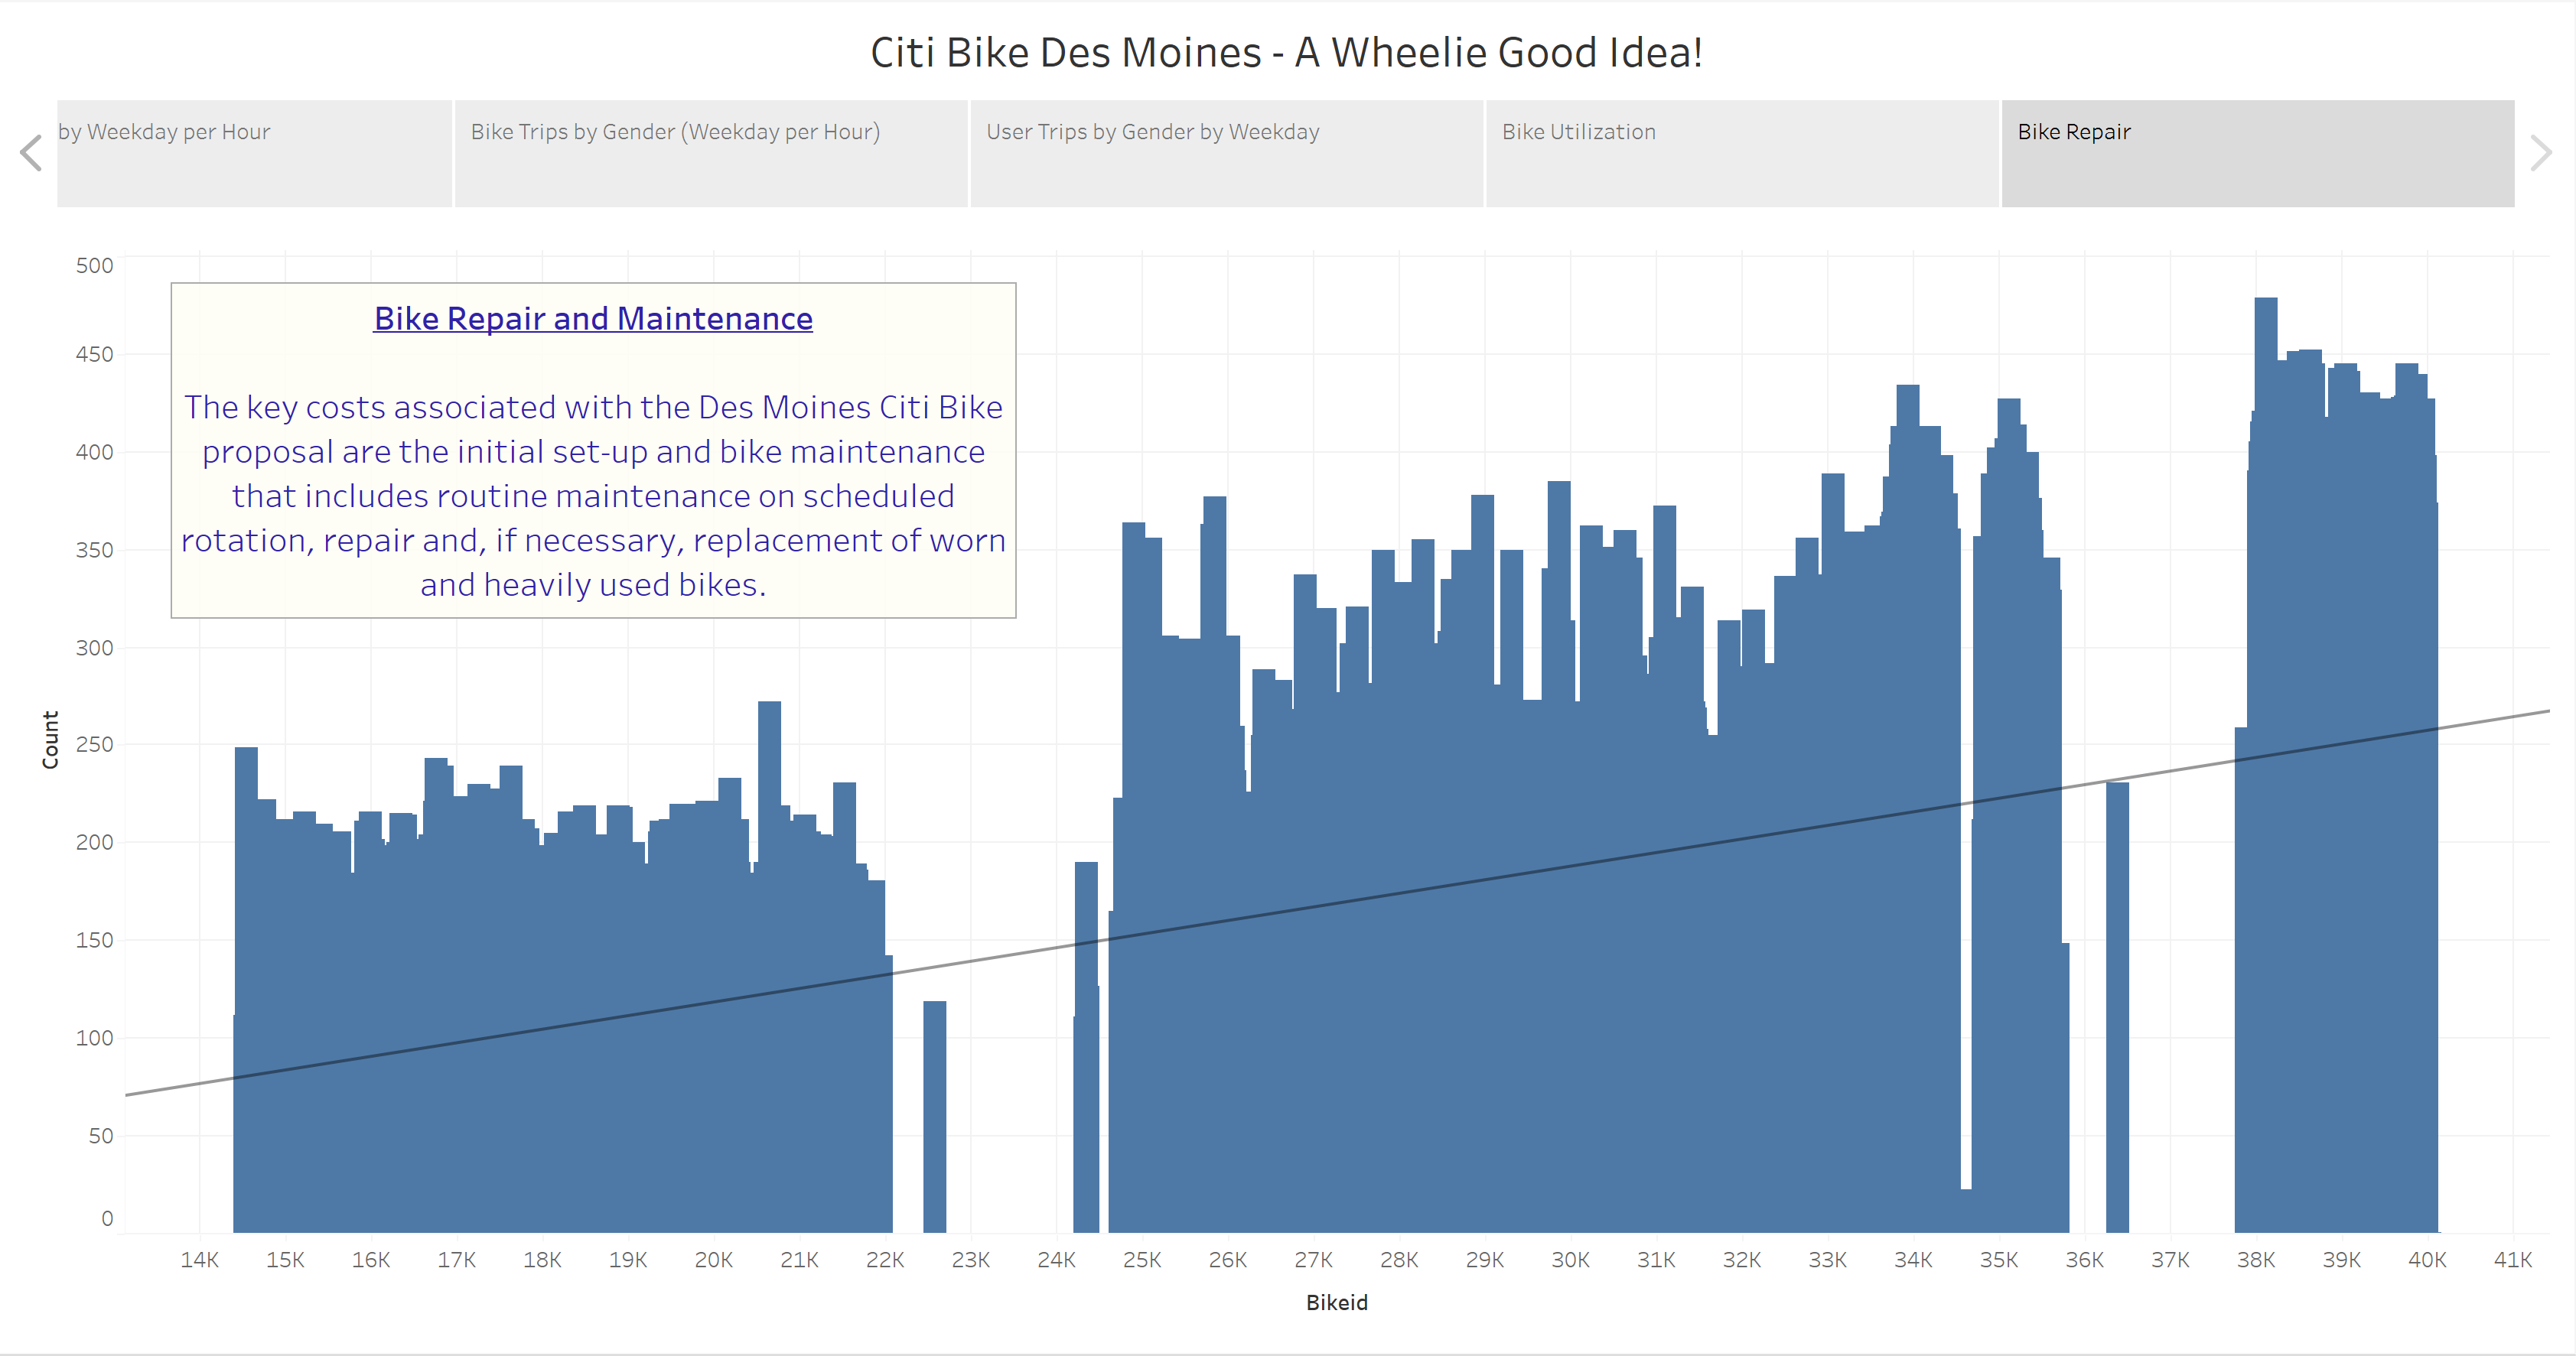 Citi Bike Des Moines - A Wheelie Good Idea!
by Weekday per Hour
Bike Trips by Gender (Weekday per Hour)
User Trips by Gender by Weekday
Bike Utilization
Bike Repair
500
450
400
350
300
250
200
150
100
50
0
Count
Bike Repair and Maintenance
The key costs associated with the Des Moines Citi Bike
proposal are the initial set-up and bike maintenance
that includes routine maintenance on scheduled
rotation, repair and, if necessary, replacement of worn
and heavily used bikes.
14K 15K 16K 17K 18K 19K 20K 21K 22K 23K 24K 25K 26K 27K 28K 29K 30K 31K 32K 33K 34K 35K 36K 37K 38K 39K 40K 41K
Bikeid